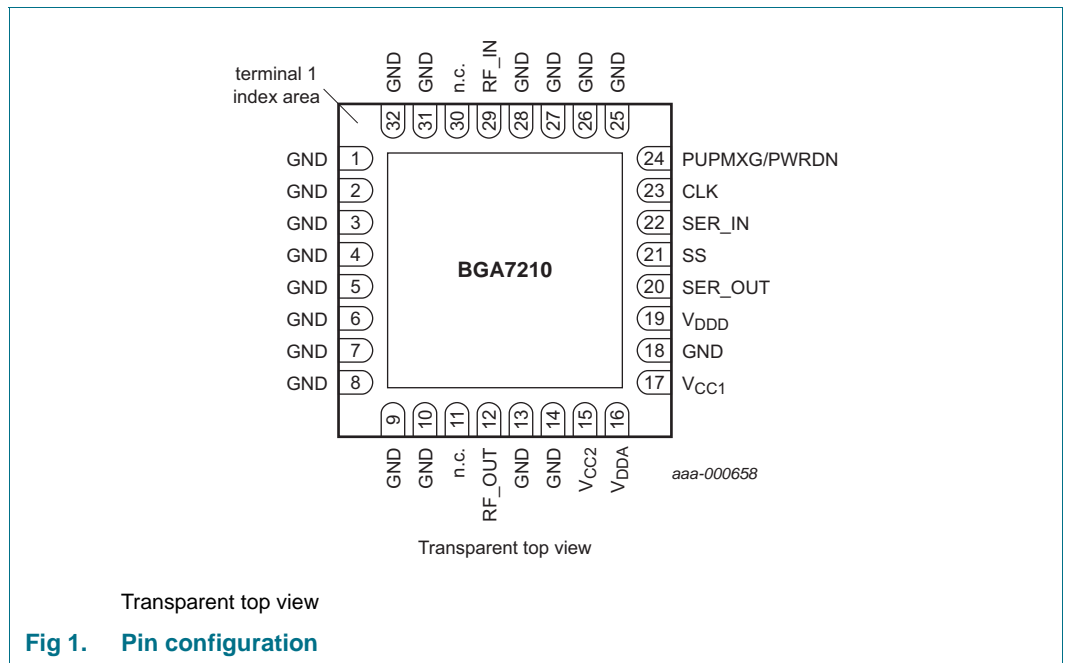 terminal 1
index area
GND
GND
n.c.
RF_IN
GND
GND
GND
GND
32
31
30
29
28
27
26
25
GND 1
GND 2
GND 3
GND 4
GND 5
GND 6
GND 7
GND 8
BGA7210
24 PUPMXG/PWRDN
23 CLK
22 SER_IN
21 SS
20 SER_OUT
19 VDDD
18 GND
17 VCC1
9
10
11
12
13
14
15
16
GND
GND
n.c.
RF_OUT
GND
GND
VCC2
VDDA
aaa-000658
Transparent top view
Transparent top view
Fig 1. Pin configuration